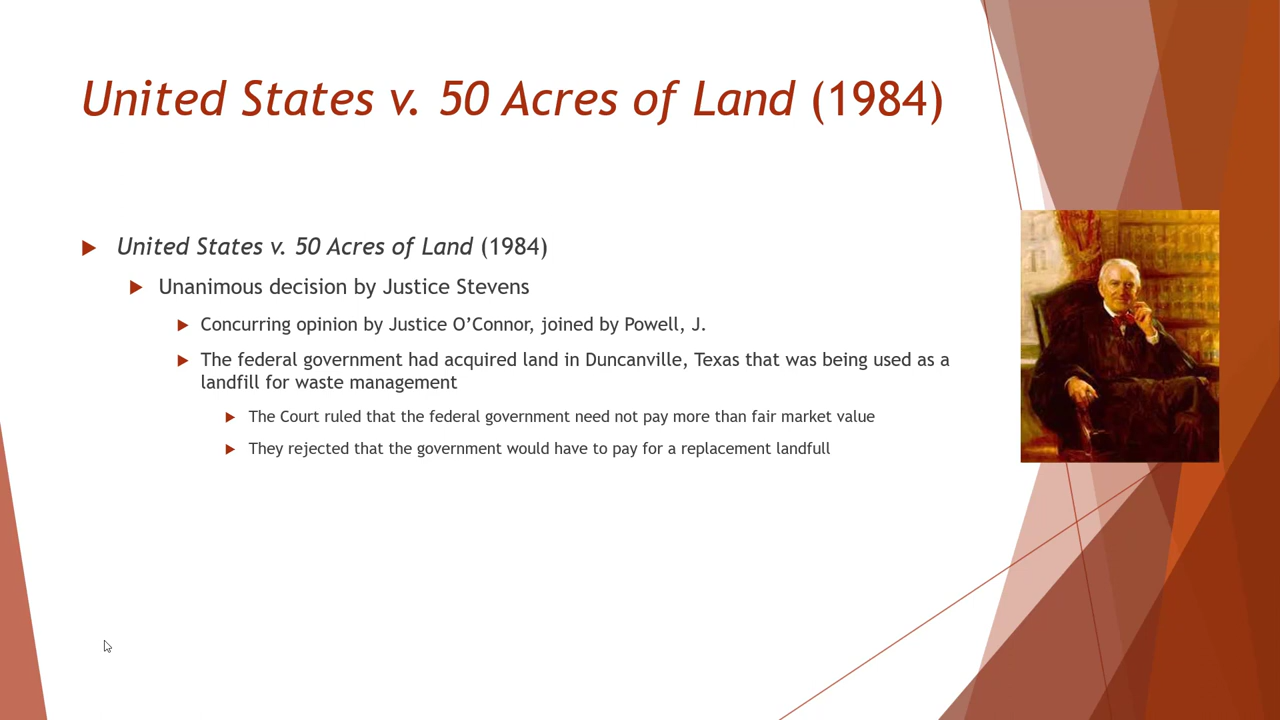 United States v. 50 Acres of Land (1984)
United States v. 50 Acres of Land (1984)
Unanimous decision by Justice Stevens
Concurring opinion by Justice O’Connor, joined by Powell, J.
The federal government had acquired land in Duncanville, Texas that was being used as a
landfill for waste management
The Court ruled that the federal government need not pay more than fair market value
They rejected that the government would have to pay for a replacement landfull